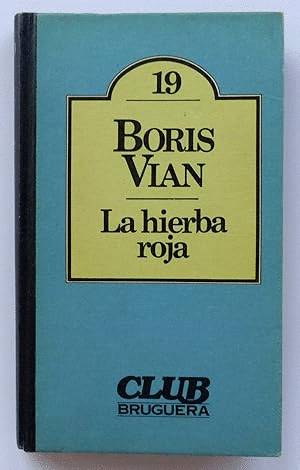 19
BORIS
VIAN
La hierba
roja
CLUB
BRUGUERA